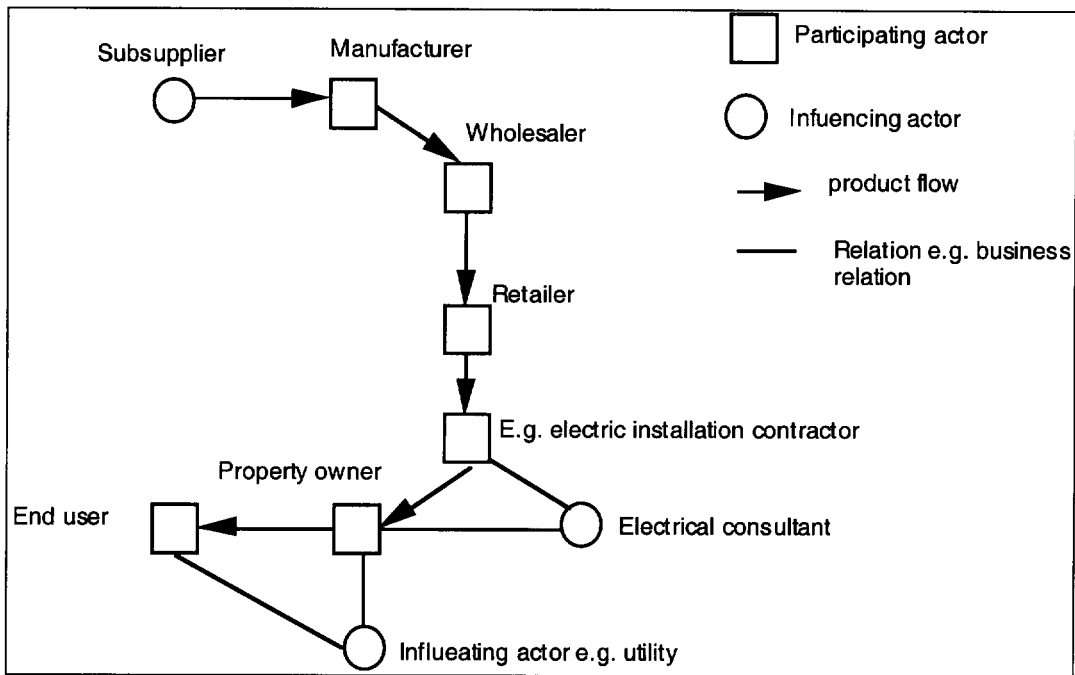 Subsupplier
Manufacturer
Wholesaler
Retailer
E.g. electric installation contractor
Property owner
End user
Electrical consultant
Influeating actor e.g. utility
Participating actor
Infuencing actor
product flow
Relation e.g. business
relation